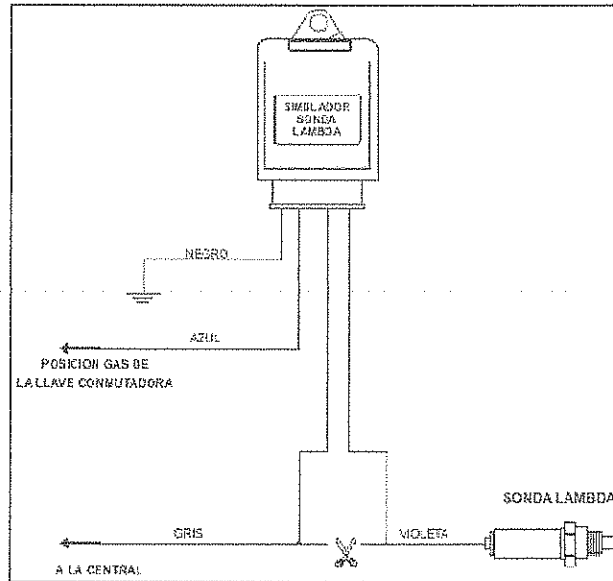 SIMULADOR
SONDA
LAMBDA
NEGRO
AZUL
POSICION GAS DE
LA LLAVE CONMUTADORA
SONDA LAMBDA
GRIS
VIOLETA
A LA CENTRAL